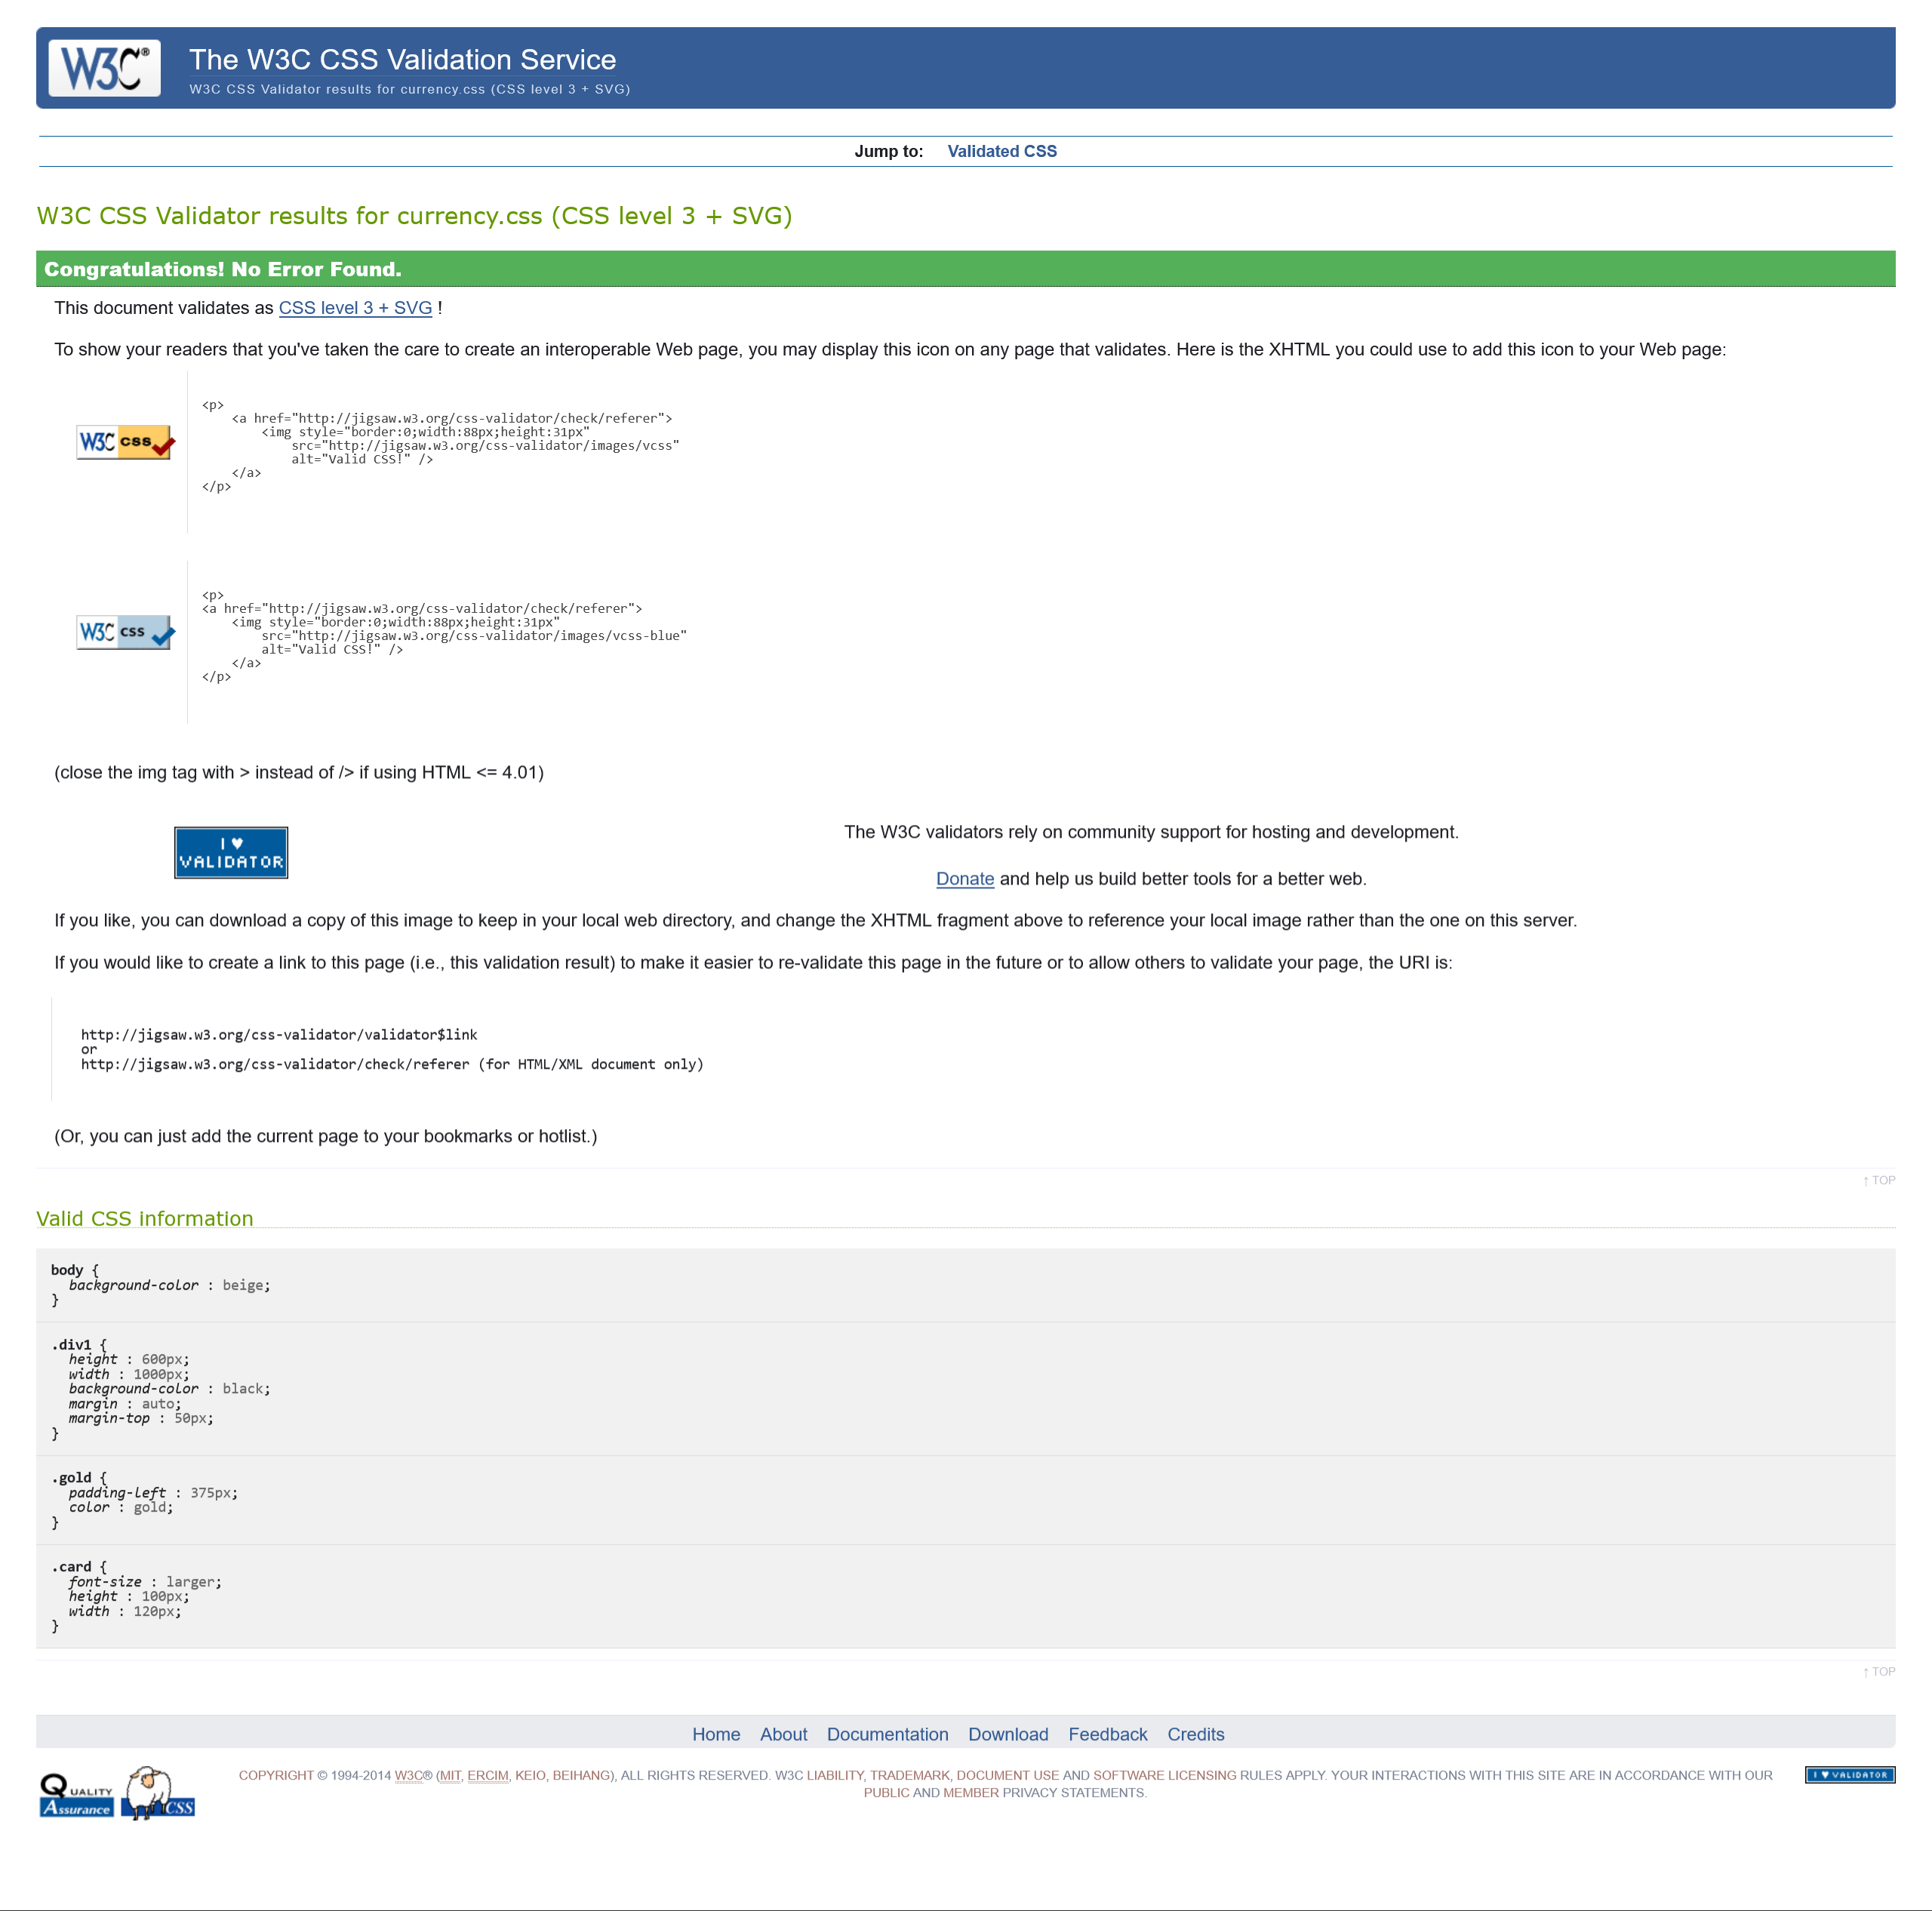 W3C®
The W3C CSS Validation Service
W3C CSS Validator results for currency.css (CSS level 3 + SVG)
Jump to: Validated CSS
W3C CSS Validator results for currency.css (CSS level 3 + SVG)
Congratulations! No Error Found.
This document validates as CSS level 3 + SVG !
To show your readers that you've taken the care to create an interoperable Web page, you may display this icon on any page that validates. Here is the XHTML you could use to add this icon to your Web page:
W3C css
<p>
<a href="http://jigsaw.w3.org/css-validator/check/referer">
<img style="border:0;width:88px;height:31px"
src="http://jigsaw.w3.org/css-validator/images/vcss"
alt="Valid CSS!" />
</a>
</p>
W3C css
<p>
<a href="http://jigsaw.w3.org/css-validator/check/referer">
<img style="border:0;width:88px;height:31px"
src="http://jigsaw.w3.org/css-validator/images/vcss-blue"
alt="Valid CSS!" />
</a>
</p>
(close the img tag with > instead of /> if using HTML <= 4.01)
I ♥
VALIDATOR
The W3C validators rely on community support for hosting and development.
Donate and help us build better tools for a better web.
If you like, you can download a copy of this image to keep in your local web directory, and change the XHTML fragment above to reference your local image rather than the one on this server.
If you would like to create a link to this page (i.e., this validation result) to make it easier to re-validate this page in the future or to allow others to validate your page, the URI is:
http://jigsaw.w3.org/css-validator/validator$link
or
http://jigsaw.w3.org/css-validator/check/referer (for HTML/XML document only)
(Or, you can just add the current page to your bookmarks or hotlist.)
↑ TOP
Valid CSS information
body {
background-color : beige;
}
.div1 {
height : 600px;
width : 1000px;
background-color : black;
margin : auto;
margin-top : 50px;
}
.gold {
padding-left : 375px;
color : gold;
}
.card {
font-size : larger;
height : 100px;
width : 120px;
}
↑ TOP
Home About Documentation Download Feedback Credits
QUALITY
Assurance
CSS
COPYRIGHT © 1994-2014 W3C® (MIT, ERCIM, KEIO, BEIHANG), ALL RIGHTS RESERVED. W3C LIABILITY, TRADEMARK, DOCUMENT USE AND SOFTWARE LICENSING RULES APPLY. YOUR INTERACTIONS WITH THIS SITE ARE IN ACCORDANCE WITH OUR
PUBLIC AND MEMBER PRIVACY STATEMENTS.
I ♥ VALIDATOR